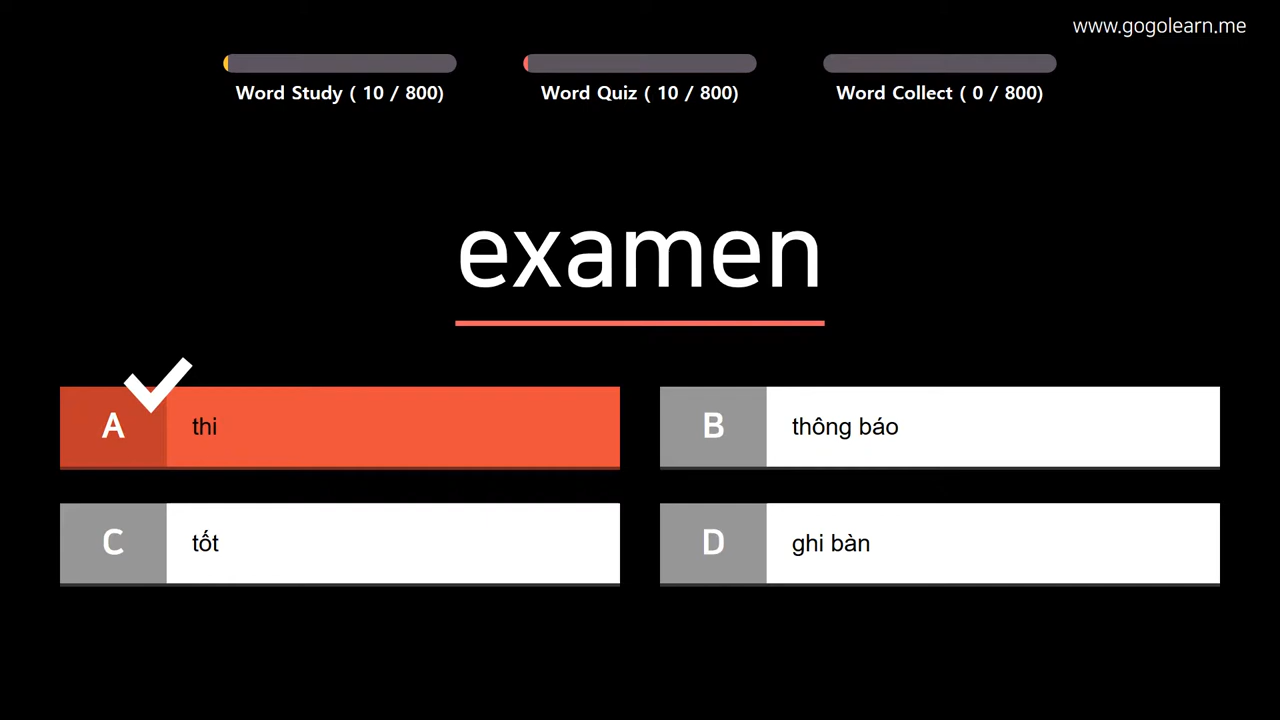 www.gogolearn.me
Word Study ( 10 / 800)
Word Quiz ( 10 / 800)
Word Collect ( 0 / 800)
examen
A thi
B thông báo
C tốt
D ghi bàn